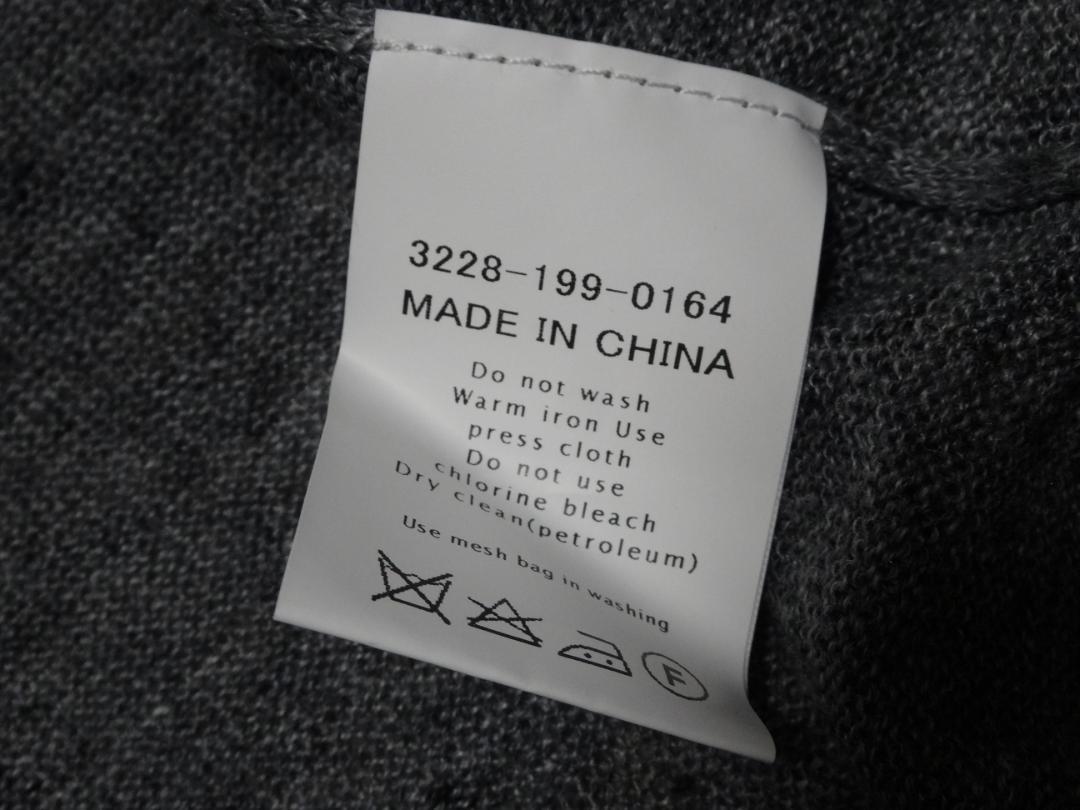 3228-199-0164
MADE IN CHINA
Do not wash
Warm iron Use
press cloth
Do not use
chlorine bleach
Dry clean(petroleum)
Use mesh bag in washing
F